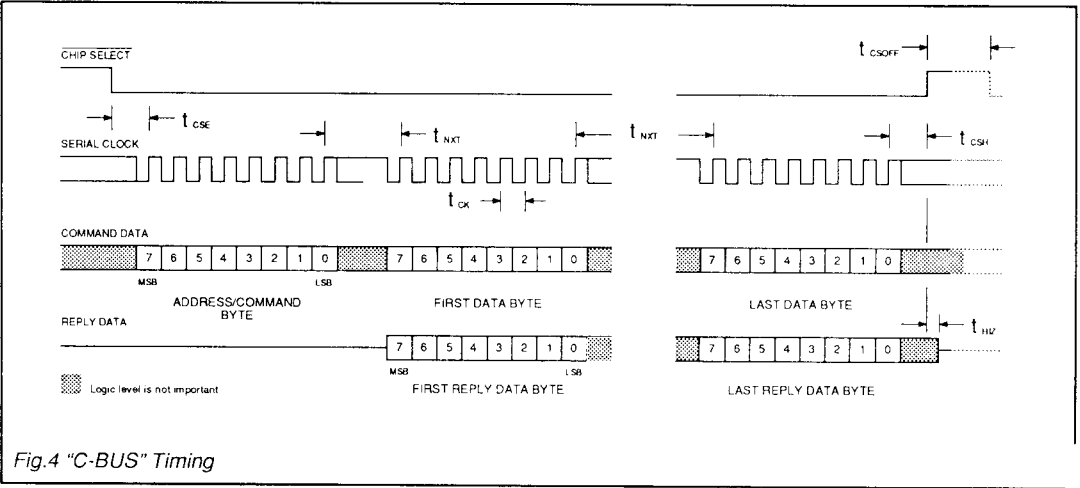 CHIP SELECT
t CSOFF
t CSE
SERIAL CLOCK
t NXT
t NXT
t CSH
t CK
COMMAND DATA
7 6 5 4 3 2 1 0
7 6 5 4 3 2 1 0
7 6 5 4 3 2 1 0
MSB
LSB
ADDRESS/COMMAND
BYTE
FIRST DATA BYTE
LAST DATA BYTE
REPLY DATA
t HIZ
7 6 5 4 3 2 1 0
7 6 5 4 3 2 1 0
MSB
LSB
Logic level is not important
FIRST REPLY DATA BYTE
LAST REPLY DATA BYTE
Fig.4 "C-BUS" Timing